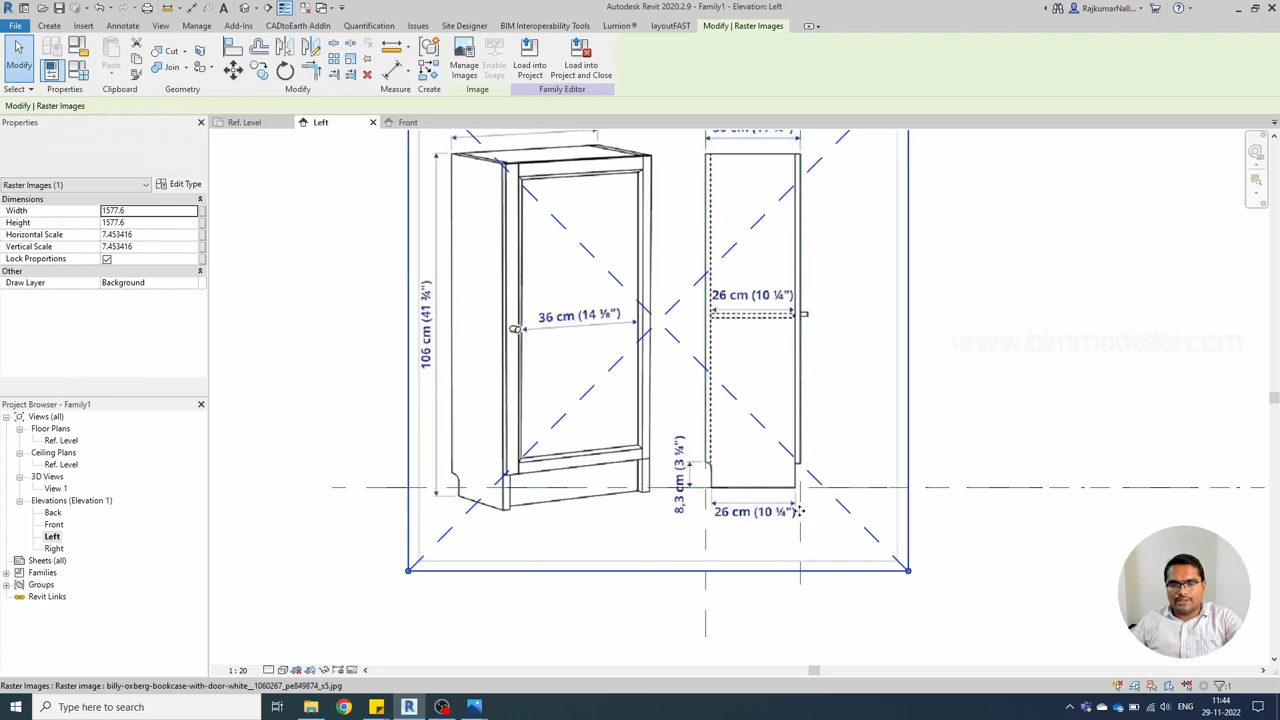 Autodesk Revit 2020.2.9 - Family1 - Elevation: Left
RajkumarNall...
File Create Insert Annotate View Manage Add-Ins CADtoEarth AddIn Quantification Issues Site Designer BIM Interoperability Tools Lumion® layoutFAST Modify | Raster Images
Modify
Paste
Cut
Join
Manage Images
Enable Snaps
Load into Project
Load into Project and Close
Select Properties Clipboard Geometry Modify Measure Create Image Family Editor
Modify | Raster Images
Properties
Ref. Level
Left
Front
Raster Images (1)
Edit Type
Dimensions
Width 1577.6
Height 1577.6
Horizontal Scale 7.453416
Vertical Scale 7.453416
Lock Proportions
Other
Draw Layer Background
Project Browser - Family1
Views (all)
Floor Plans
Ref. Level
Ceiling Plans
Ref. Level
3D Views
View 1
Elevations (Elevation 1)
Back
Front
Left
Right
Sheets (all)
Families
Groups
Revit Links
106 cm (41 ¾")
36 cm (14 ⅛")
26 cm (10 ¼")
8,3 cm (3 ¼")
26 cm (10 ¼")
www.bimmodeller.com
1 : 20
Raster Images : Raster image : billy-oxberg-bookcase-with-door-white__1060267_pe849874_s5.jpg
:1
Type here to search
ENG
11:44
29-11-2022